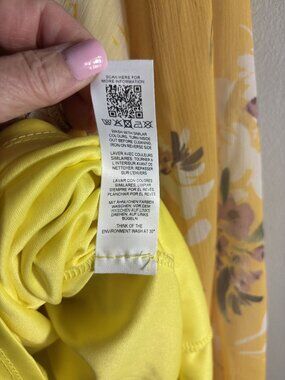 SCAN HERE FOR
MORE INFORMATION
WASH WITH SIMILAR
COLOURS, TURN INSIDE
OUT BEFORE CLEANING
IRON ON REVERSE SIDE
LAVER AVEC COULEURS
SIMILAIRES. TOURNER A
L'INTERIEUR AVANT DE
NETTOYER. REPASSER
SUR L'ENVERS
LAVAR CON COLORES
SIMILARES, LIMPIAR
SIEMPRE POR EL REVÉS,
PLANCHAR POR EL REVÉS
MIT ÄHNLICHEN FARBEN
WASCHEN. VOR DEM
WASCHEN AUF LINKS
DREHEN. AUF LINKS
BÜGELN
THINK OF THE
ENVIRONMENT WASH AT 30°